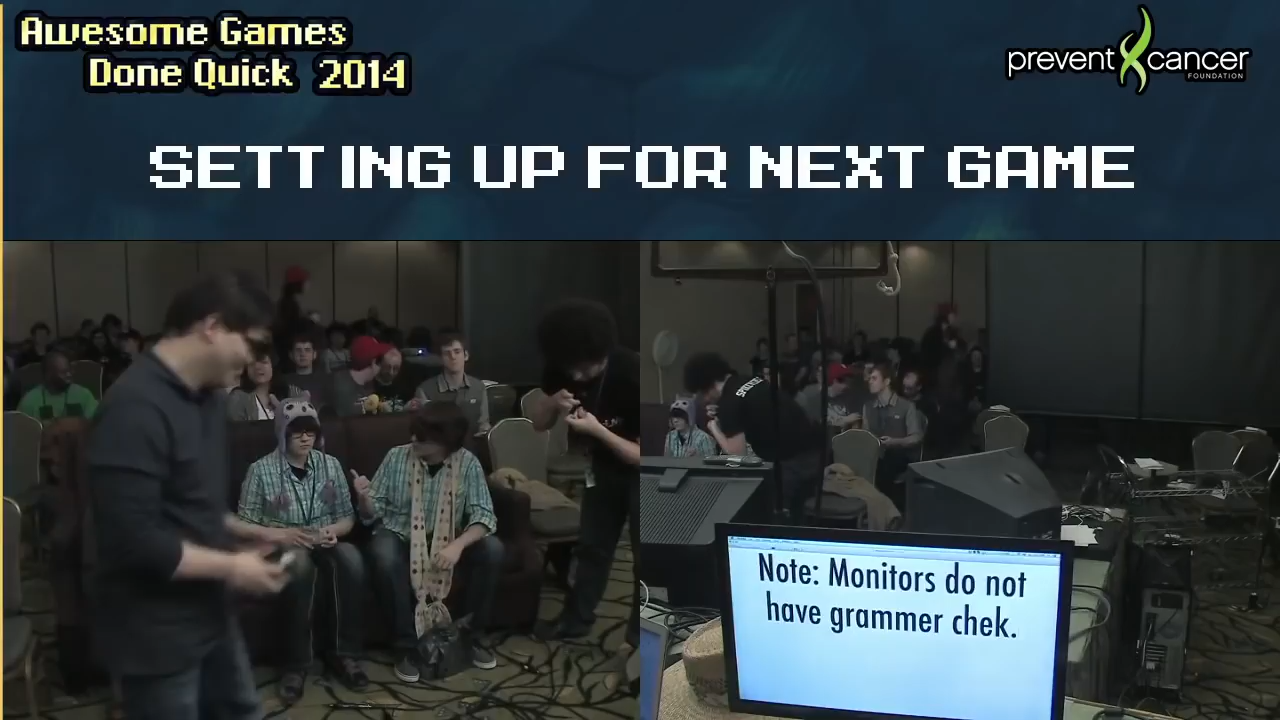 Awesome Games
Done Quick 2014
prevent cancer
FOUNDATION
SETTING UP FOR NEXT GAME
Note: Monitors do not
have grammer chek.